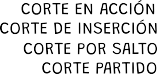 CORTE EN ACCIÓN
CORTE DE INSERCIÓN
CORTE POR SALTO
CORTE PARTIDO